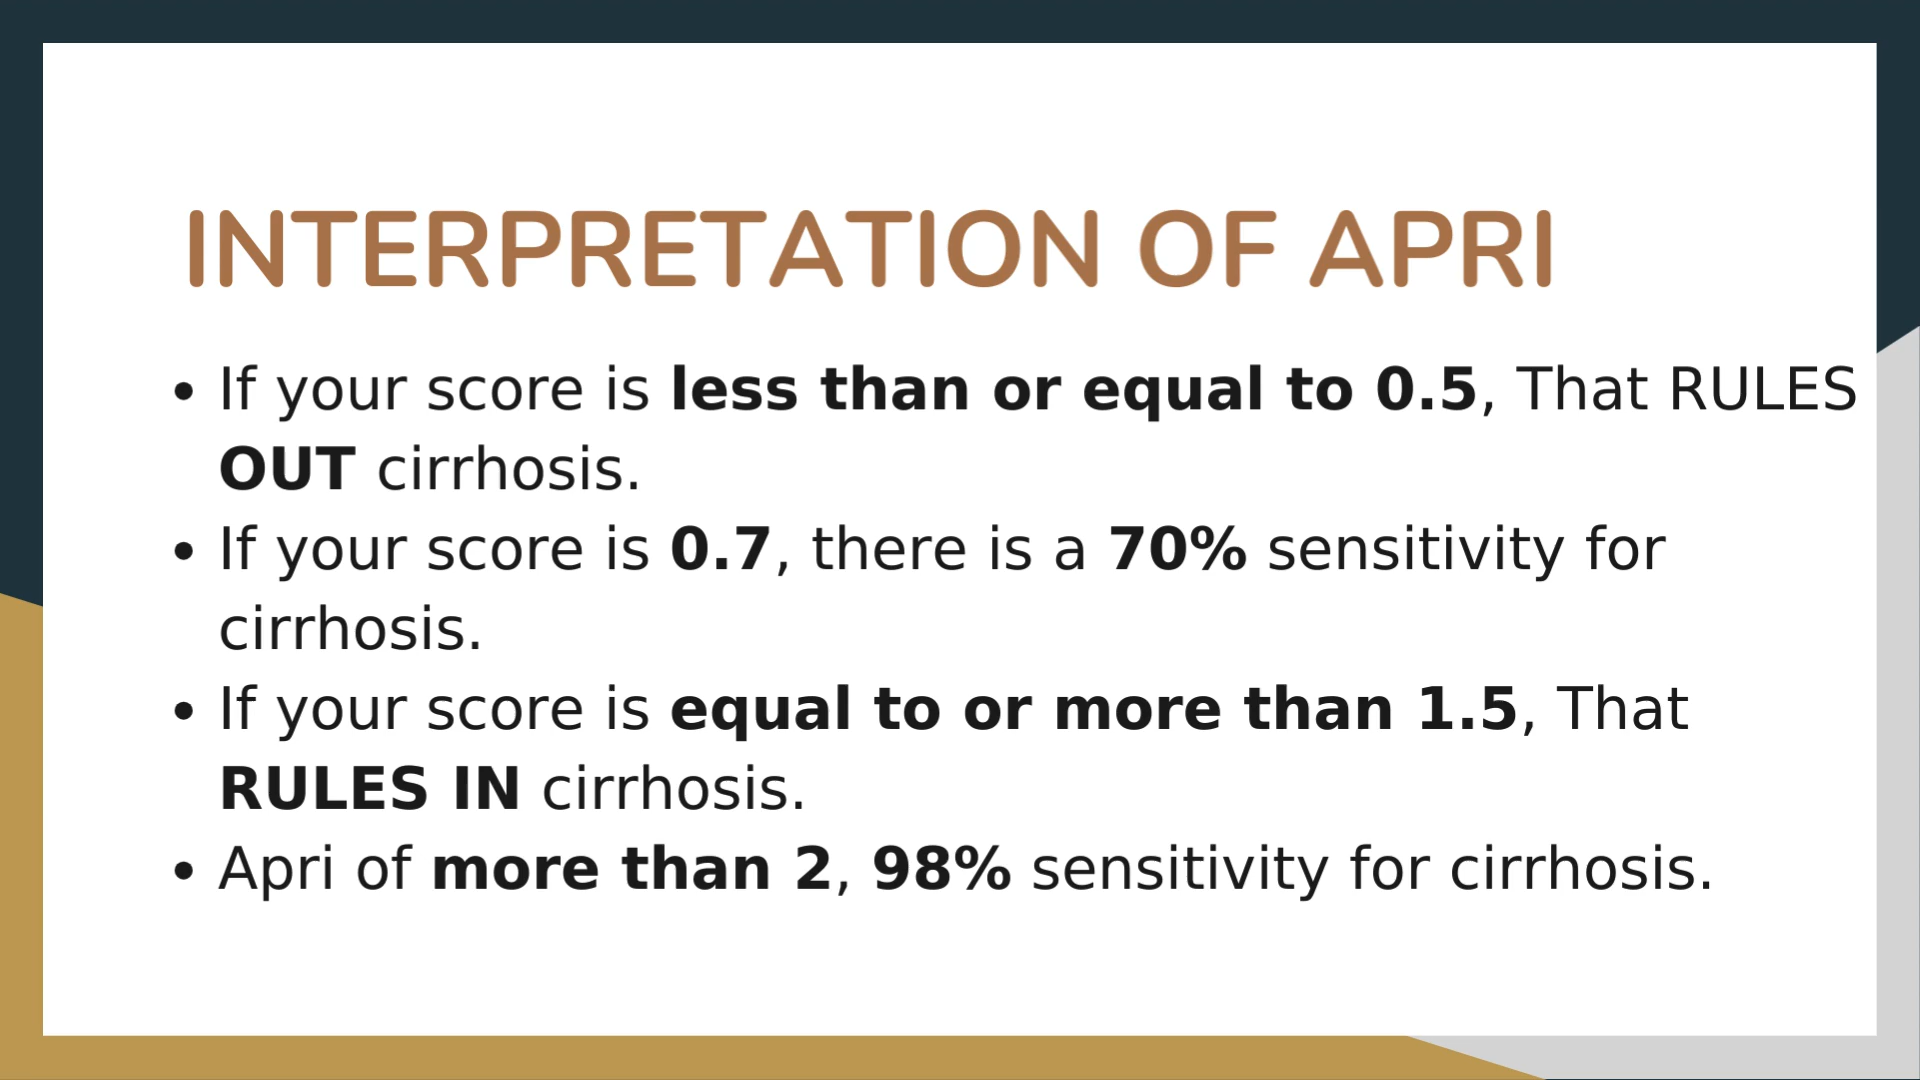 INTERPRETATION OF APRI
• If your score is less than or equal to 0.5, That RULES
OUT cirrhosis.
• If your score is 0.7, there is a 70% sensitivity for
cirrhosis.
• If your score is equal to or more than 1.5, That
RULES IN cirrhosis.
• Apri of more than 2, 98% sensitivity for cirrhosis.